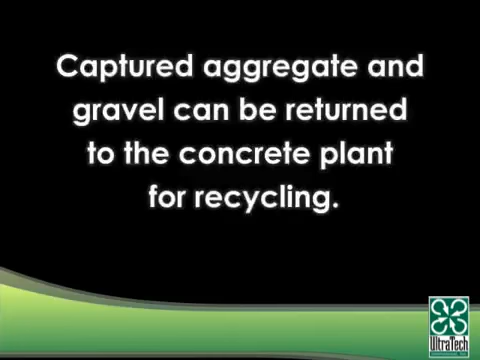 Captured aggregate and
gravel can be returned
to the concrete plant
for recycling.
UltraTech